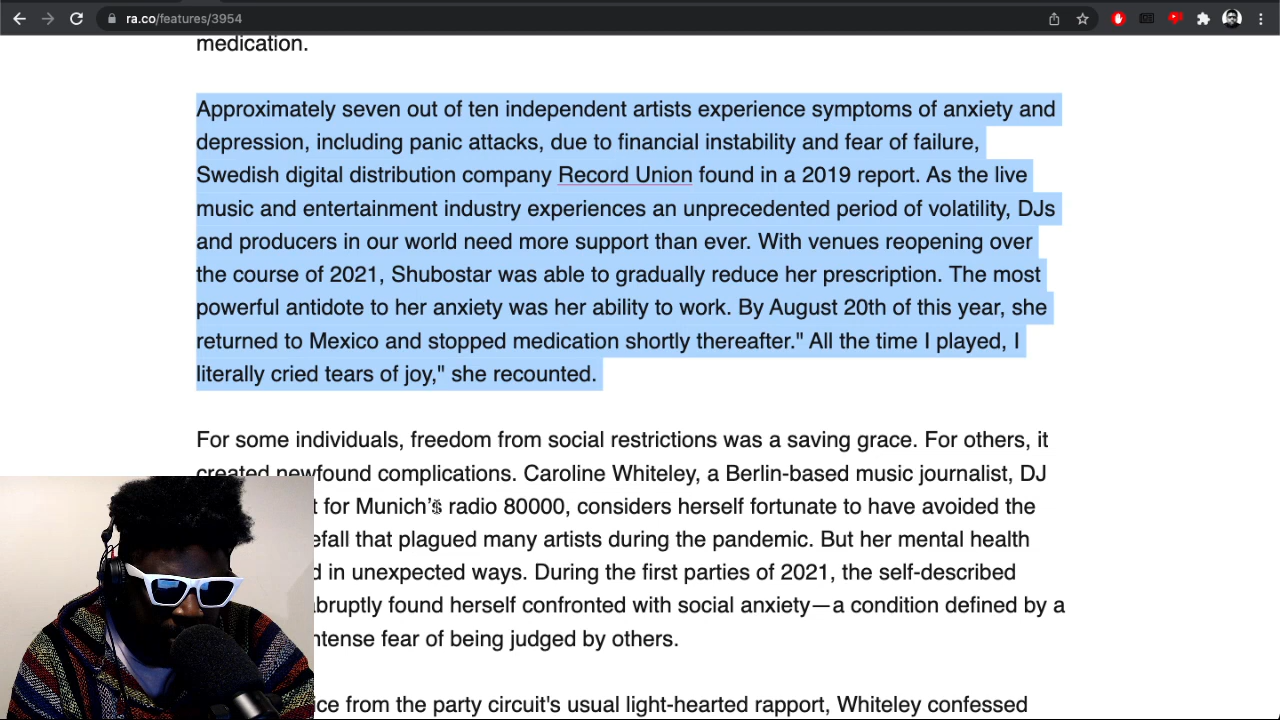 ra.co/features/3954
medication.
Approximately seven out of ten independent artists experience symptoms of anxiety and
depression, including panic attacks, due to financial instability and fear of failure,
Swedish digital distribution company Record Union found in a 2019 report. As the live
music and entertainment industry experiences an unprecedented period of volatility, DJs
and producers in our world need more support than ever. With venues reopening over
the course of 2021, Shubostar was able to gradually reduce her prescription. The most
powerful antidote to her anxiety was her ability to work. By August 20th of this year, she
returned to Mexico and stopped medication shortly thereafter." All the time I played, I
literally cried tears of joy," she recounted.
For some individuals, freedom from social restrictions was a saving grace. For others, it
created newfound complications. Caroline Whiteley, a Berlin-based music journalist, DJ
for Munich's radio 80000, considers herself fortunate to have avoided the
that plagued many artists during the pandemic. But her mental health
in unexpected ways. During the first parties of 2021, the self-described
abruptly found herself confronted with social anxiety—a condition defined by a
intense fear of being judged by others.
from the party circuit's usual light-hearted rapport, Whiteley confessed